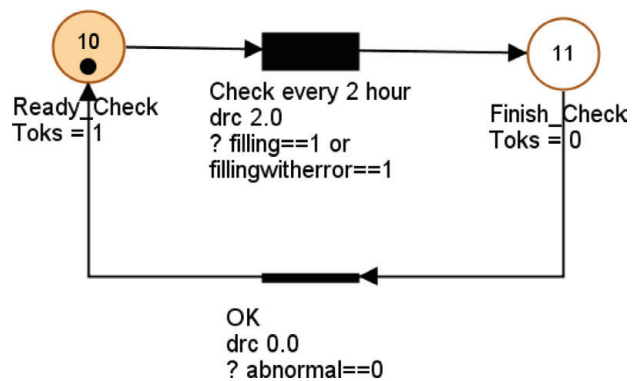 10
11
Ready_Check
Toks = 1
Check every 2 hour
drc 2.0
? filling==1 or
fillingwitherror==1
Finish_Check
Toks = 0
OK
drc 0.0
? abnormal==0